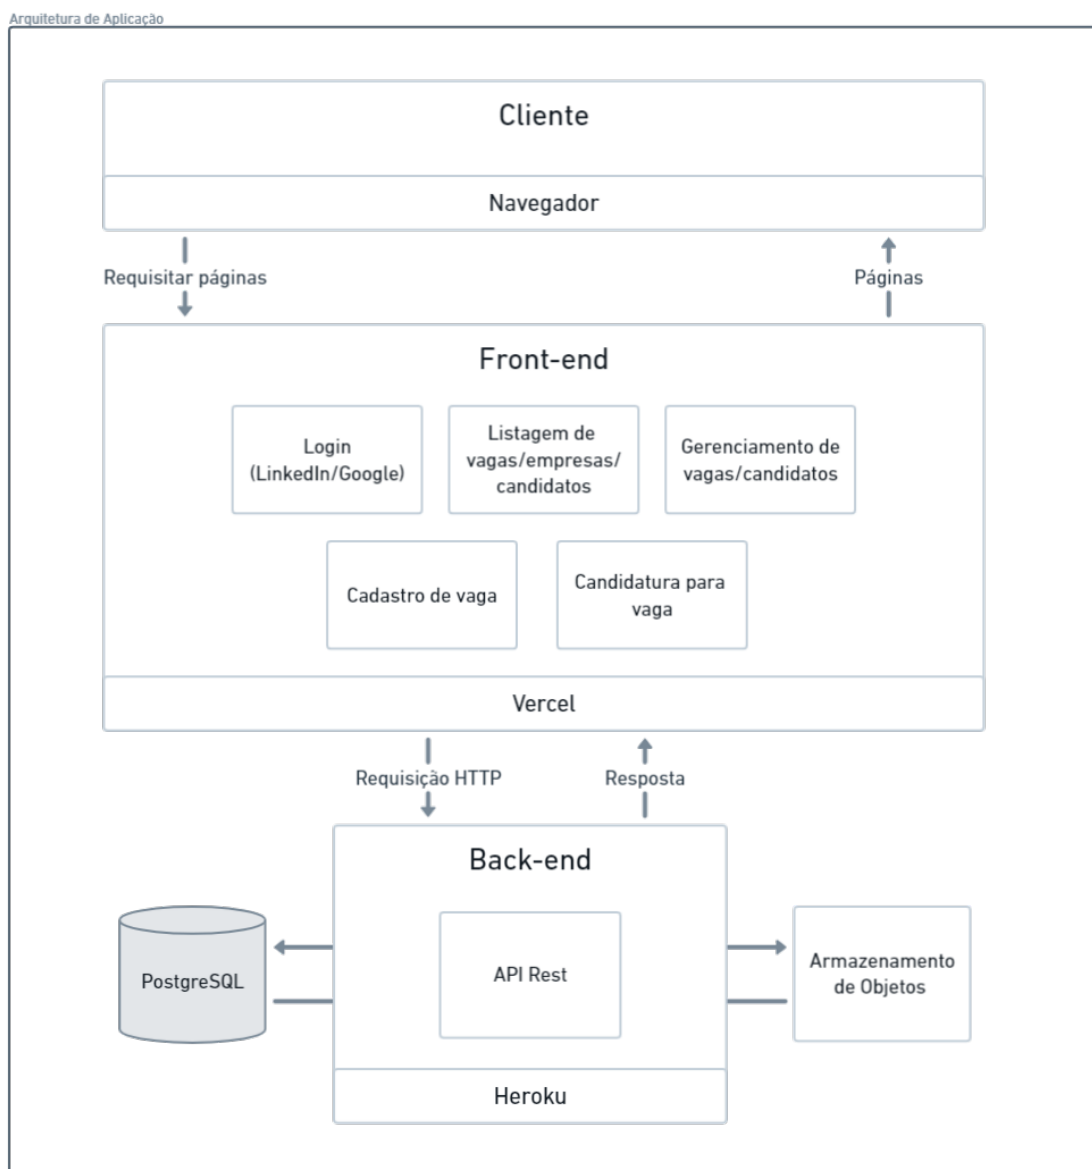 Arquitetura de Aplicação
Cliente
Navegador
Requisitar páginas
Páginas
Front-end
Login
(LinkedIn/Google)
Listagem de
vagas/empresas/
candidatos
Gerenciamento de
vagas/candidatos
Cadastro de vaga
Candidatura para
vaga
Vercel
Requisição HTTP
Resposta
Back-end
PostgreSQL
API Rest
Armazenamento
de Objetos
Heroku